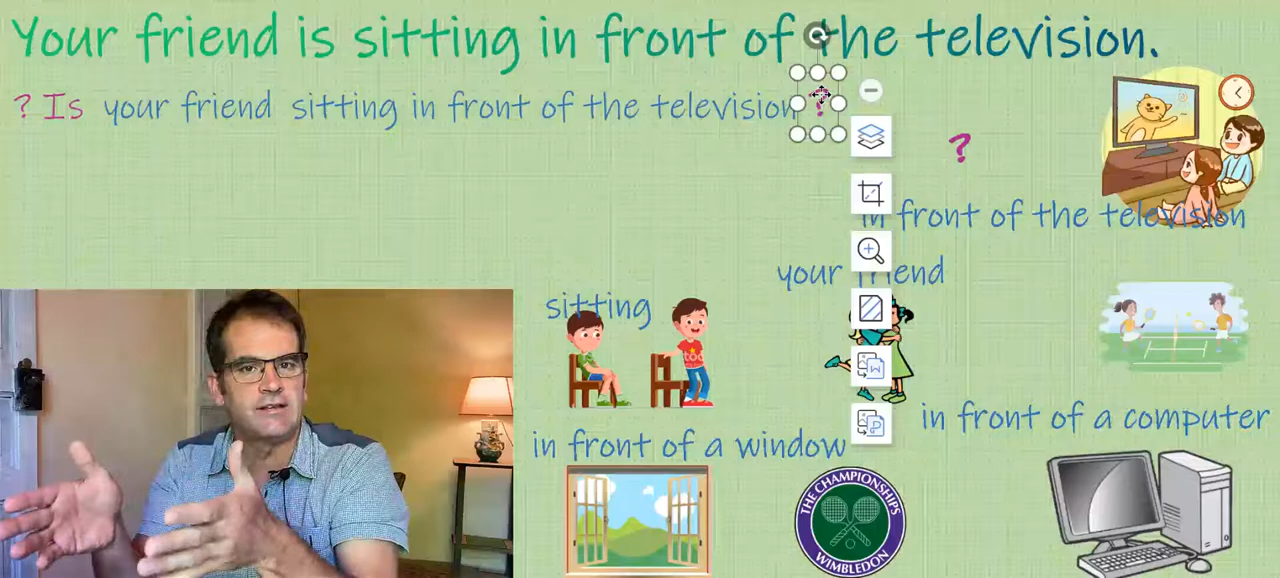 Your friend is sitting in front of the television.
? Is your friend sitting in front of the television ?
?
in front of the television
your friend
sitting
in front of a computer
in front of a window
THE CHAMPIONSHIPS
WIMBLEDON